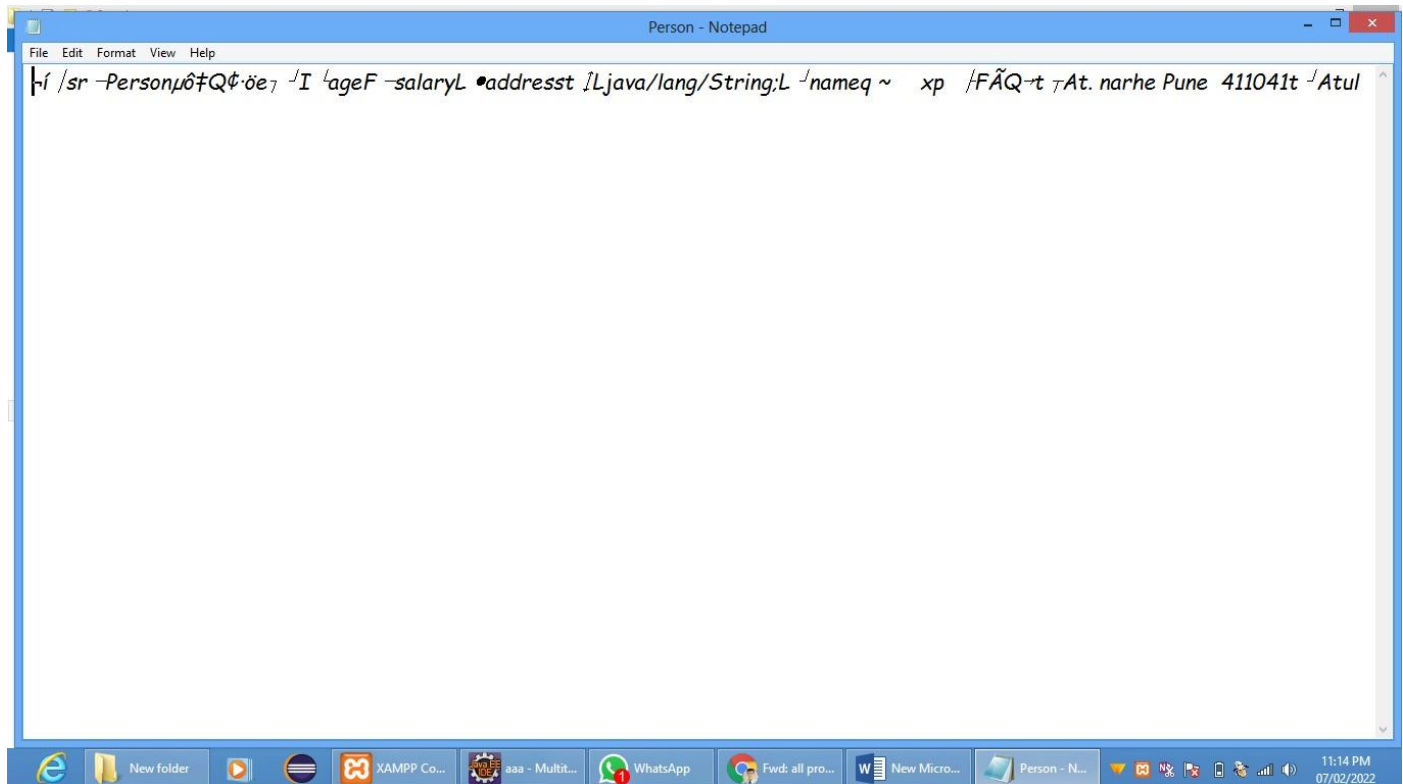 Person - Notepad
File Edit Format View Help
¬í /sr —Personµô‡Q¢·öe┐ ┘I └ageF —salaryL •addresst ↨Ljava/lang/String;L ┘nameq ~ xp ├FÃQ¬t ┬At. narhe Pune 411041t ┘Atul
New folder
XAMPP Co...
aaa - Multit...
WhatsApp
Fwd: all pro...
New Micro...
Person - N...
11:14 PM
07/02/2022